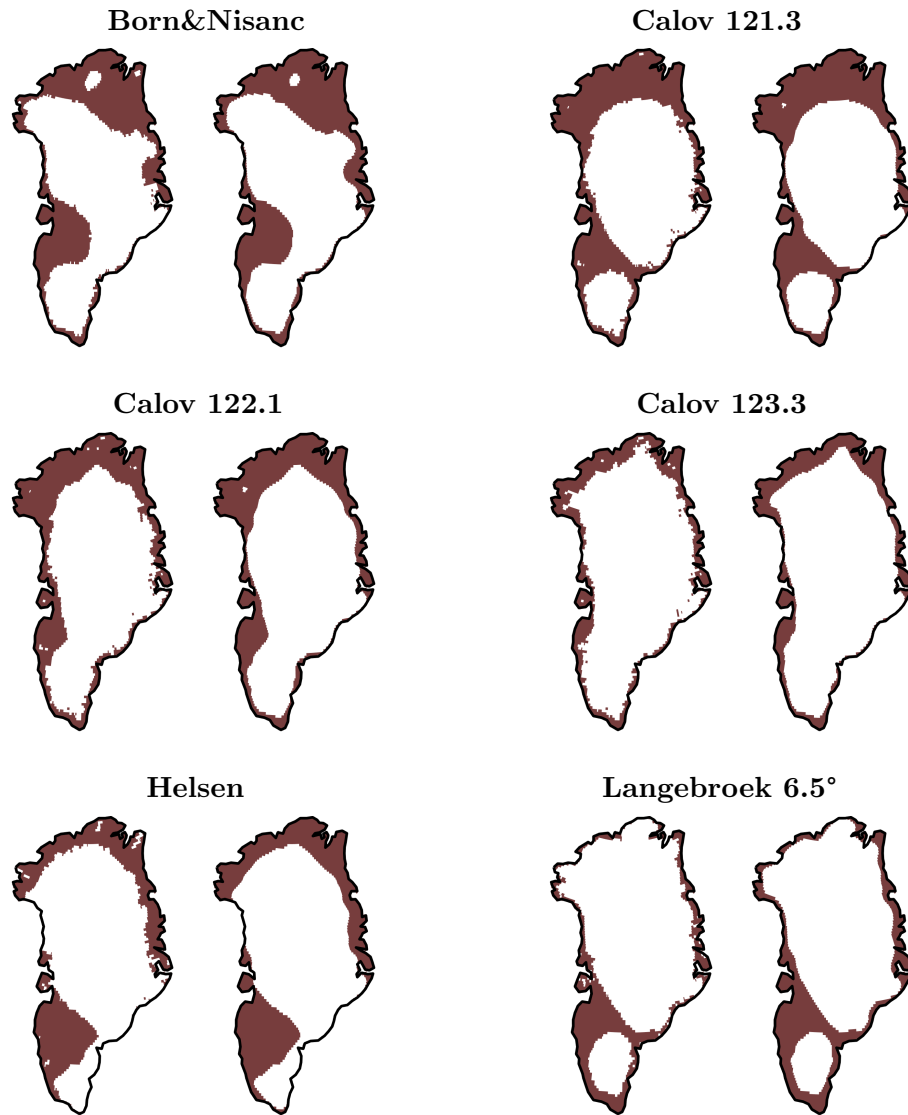 Born&Nisanc
Calov 121.3
Calov 122.1
Calov 123.3
Helsen
Langebroek 6.5°